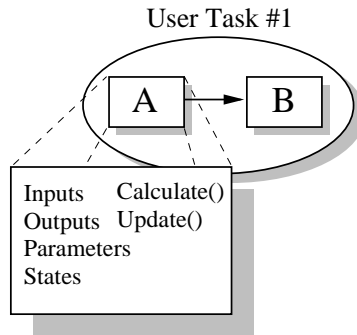 User Task #1
A
B
Inputs
Outputs
Parameters
States
Calculate()
Update()